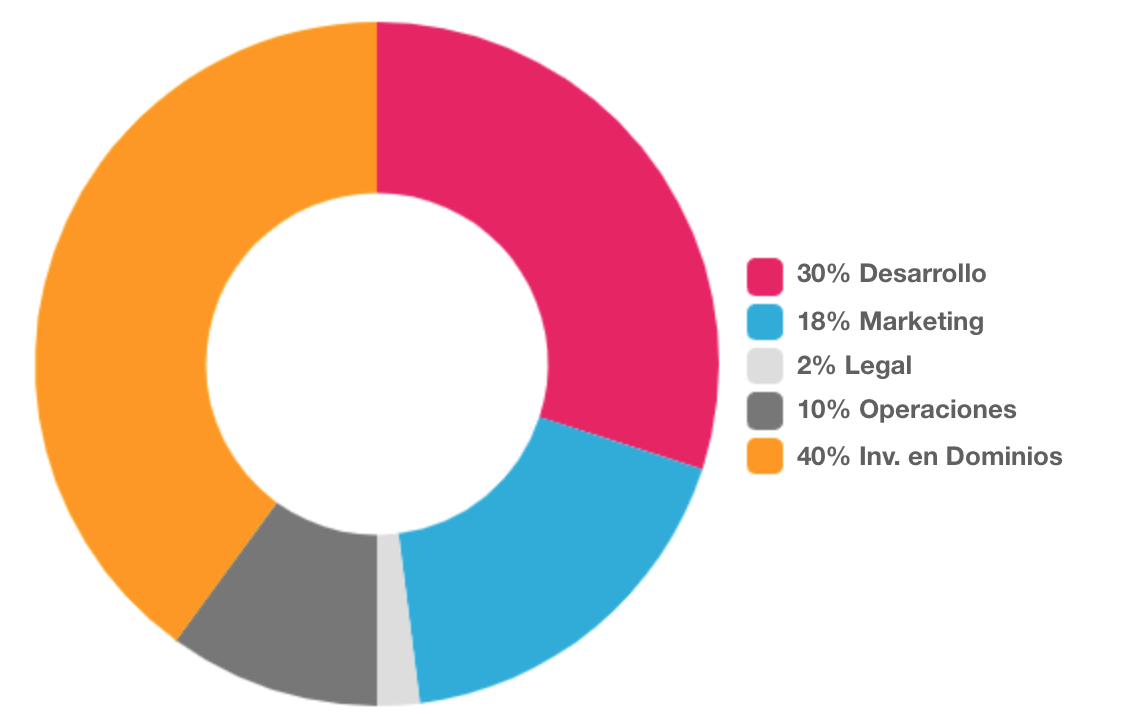 30% Desarrollo
18% Marketing
2% Legal
10% Operaciones
40% Inv. en Dominios